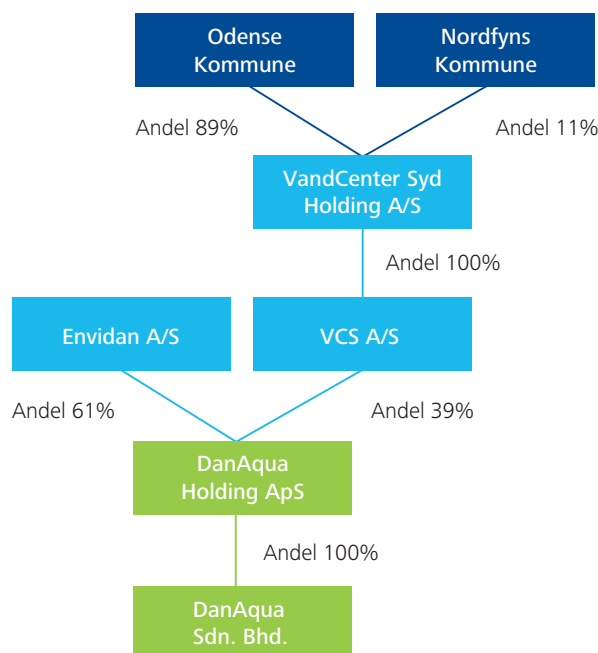 Odense
Kommune
Nordfyns
Kommune
Andel 89%
Andel 11%
VandCenter Syd
Holding A/S
Andel 100%
Envidan A/S
VCS A/S
Andel 61%
Andel 39%
DanAqua
Holding ApS
Andel 100%
DanAqua
Sdn. Bhd.